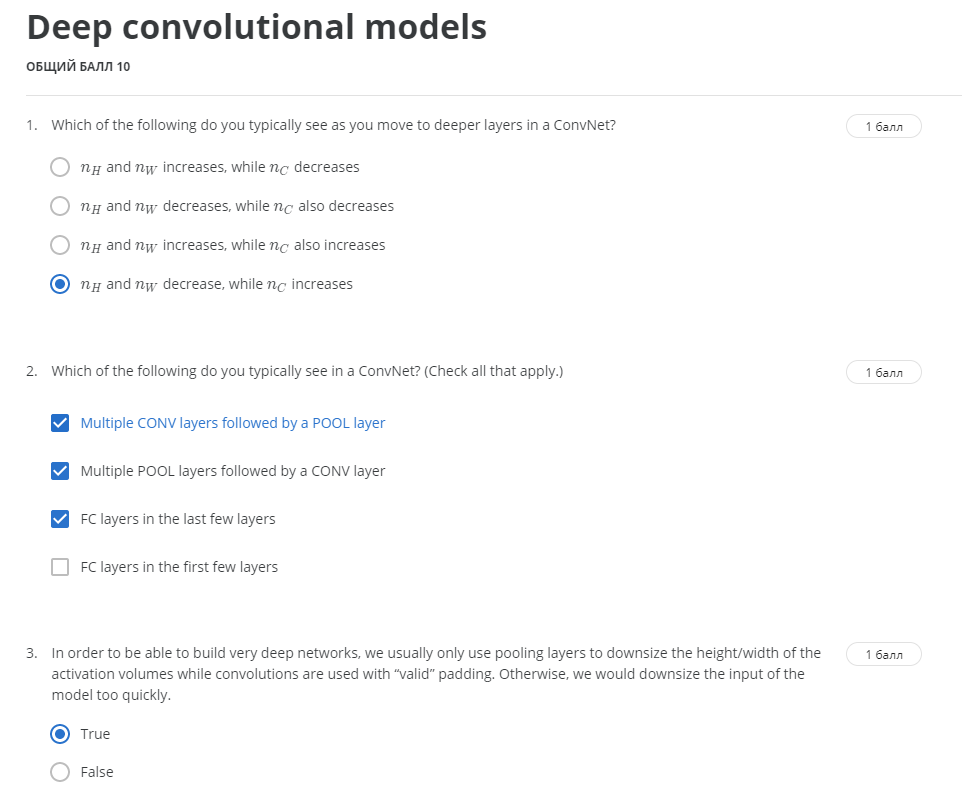 Deep convolutional models
ОБЩИЙ БАЛЛ 10
1. Which of the following do you typically see as you move to deeper layers in a ConvNet?
1 балл
n_H and n_W increases, while n_C decreases
n_H and n_W decreases, while n_C also decreases
n_H and n_W increases, while n_C also increases
n_H and n_W decrease, while n_C increases
2. Which of the following do you typically see in a ConvNet? (Check all that apply.)
1 балл
Multiple CONV layers followed by a POOL layer
Multiple POOL layers followed by a CONV layer
FC layers in the last few layers
FC layers in the first few layers
3. In order to be able to build very deep networks, we usually only use pooling layers to downsize the height/width of the
1 балл
activation volumes while convolutions are used with “valid” padding. Otherwise, we would downsize the input of the
model too quickly.
True
False